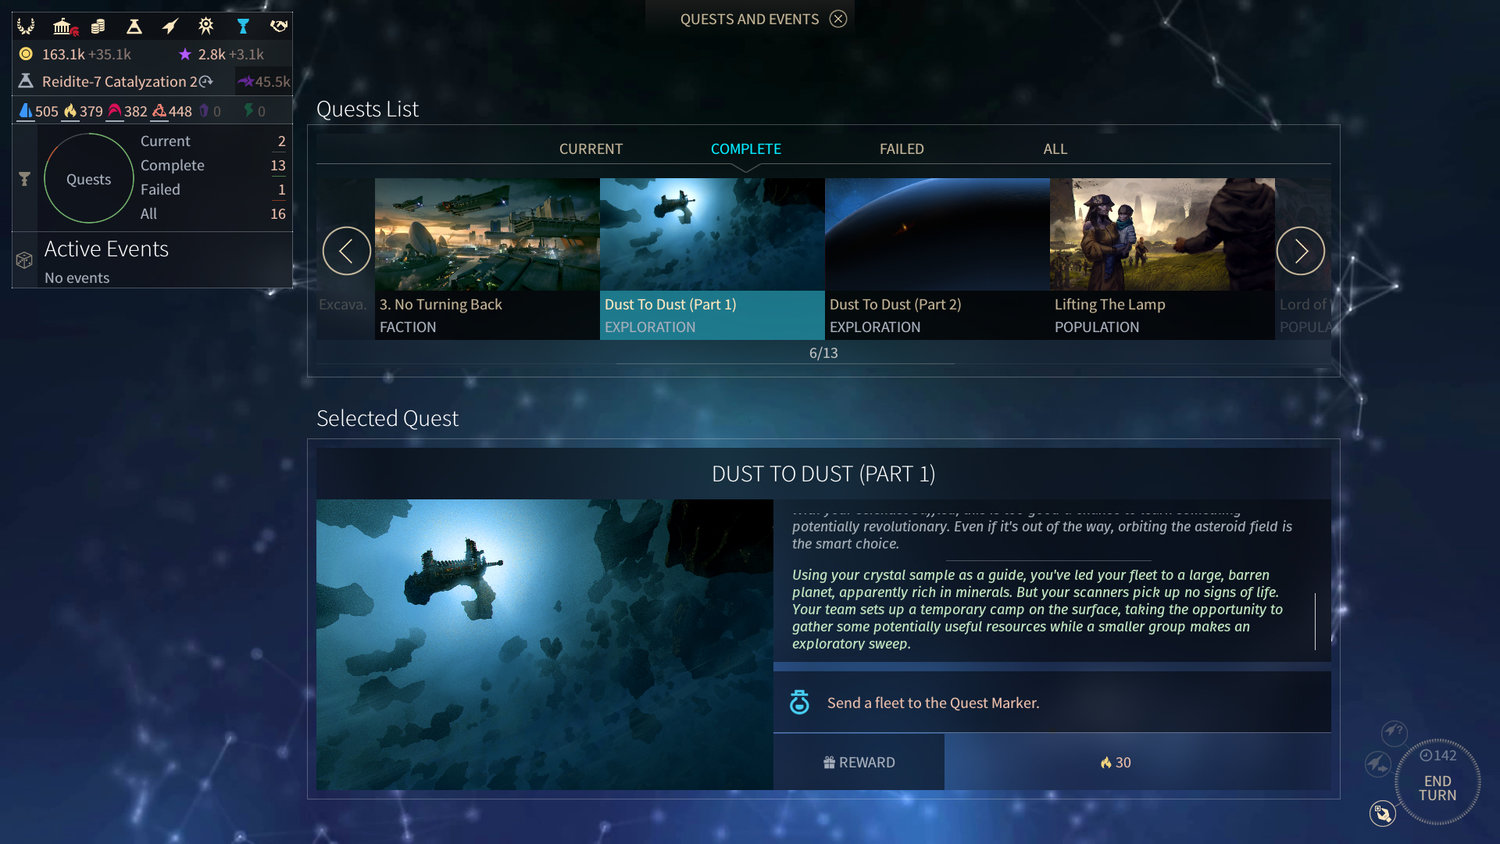 QUESTS AND EVENTS
163.1k +35.1k
2.8k +3.1k
Reidite-7 Catalyzation 2
45.5k
505 379 382 448 0 0
Quests
Current 2
Complete 13
Failed 1
All 16
Active Events
No events
Quests List
CURRENT COMPLETE FAILED ALL
Excava.
3. No Turning Back
FACTION
Dust To Dust (Part 1)
EXPLORATION
Dust To Dust (Part 2)
EXPLORATION
Lifting The Lamp
POPULATION
Lord of
POPULA
6/13
Selected Quest
DUST TO DUST (PART 1)
potentially revolutionary. Even if it's out of the way, orbiting the asteroid field is
the smart choice.
Using your crystal sample as a guide, you've led your fleet to a large, barren
planet, apparently rich in minerals. But your scanners pick up no signs of life.
Your team sets up a temporary camp on the surface, taking the opportunity to
gather some potentially useful resources while a smaller group makes an
exploratory sweep.
Send a fleet to the Quest Marker.
REWARD
30
142
END
TURN